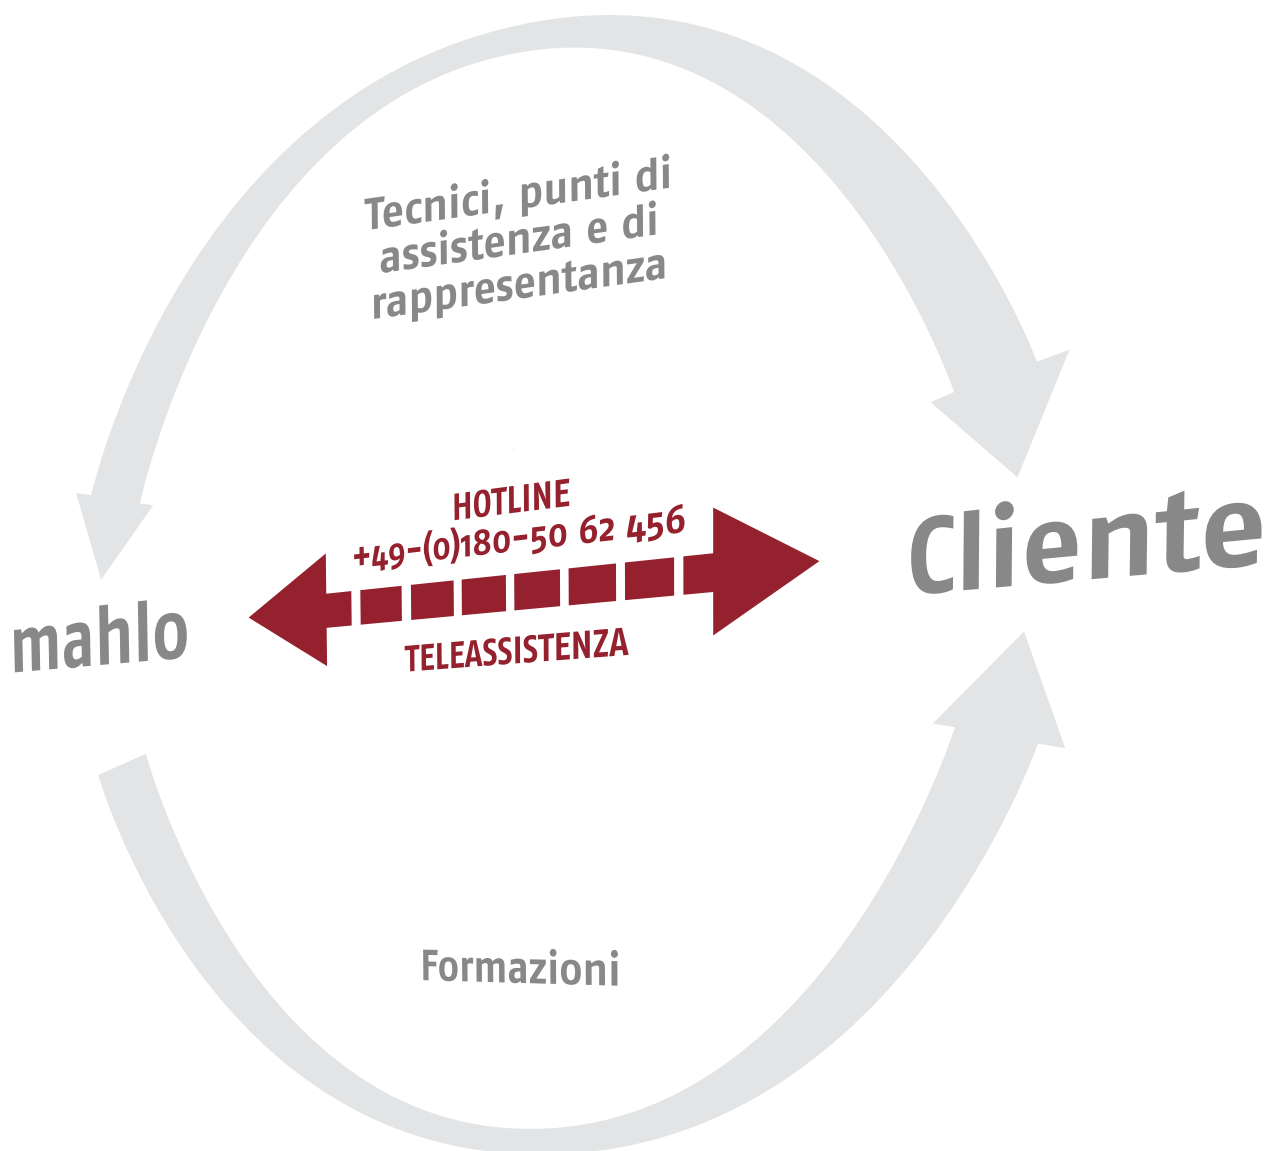 Tecnici, punti di
assistenza e di
rappresentanza
HOTLINE
+49-(0)180-50 62 456
Cliente
mahlo
TELEASSISTENZA
Formazioni